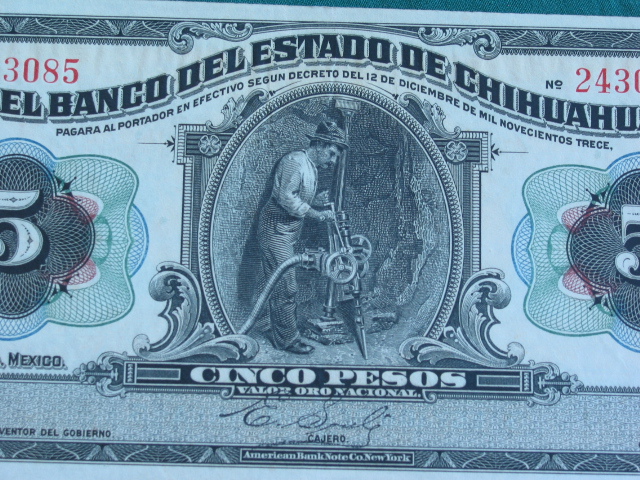 3085
EL BANCO DEL ESTADO DE CHIHUAHU
Nº 2430
PAGARA AL PORTADOR EN EFECTIVO SEGUN DECRETO DEL 12 DE DICIEMBRE DE MIL NOVECIENTOS TRECE.
5 5
, MEXICO.
CINCO PESOS
VALOR ORO NACIONAL
VENTOR DEL GOBIERNO
CAJERO.
American Bank Note Co. New York